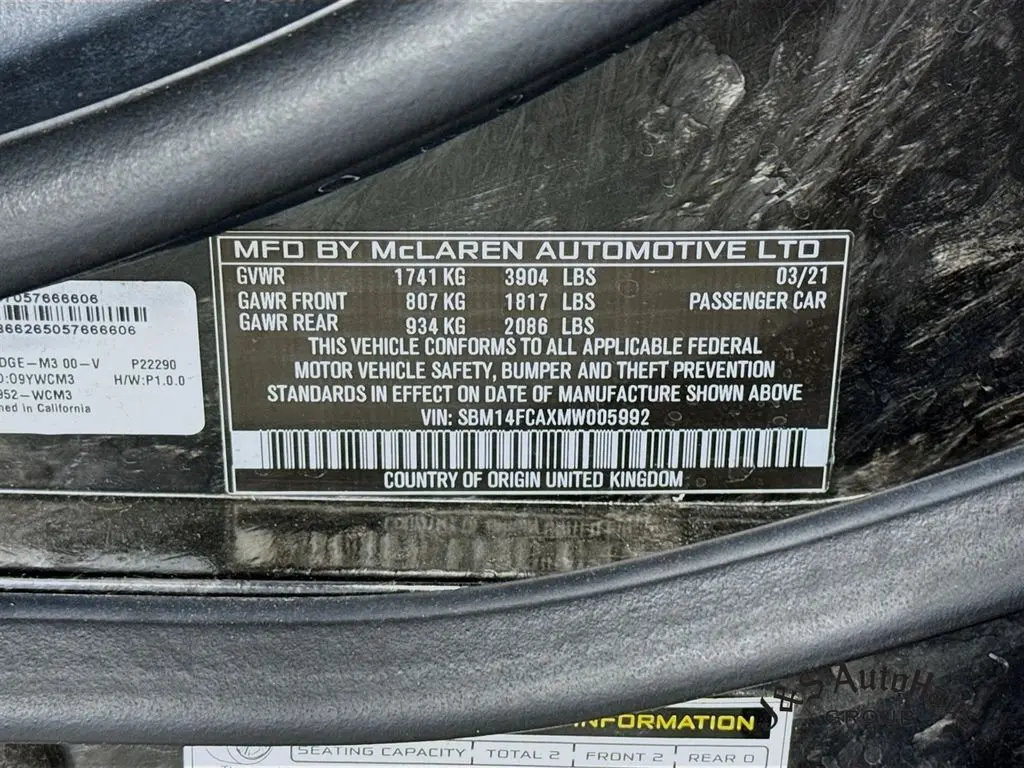 MFD BY McLAREN AUTOMOTIVE LTD
GVWR 1741 KG 3904 LBS 03/21
GAWR FRONT 807 KG 1817 LBS PASSENGER CAR
GAWR REAR 934 KG 2086 LBS
THIS VEHICLE CONFORMS TO ALL APPLICABLE FEDERAL
MOTOR VEHICLE SAFETY, BUMPER AND THEFT PREVENTION
STANDARDS IN EFFECT ON DATE OF MANUFACTURE SHOWN ABOVE
VIN: SBM14FCAXMW005992
COUNTRY OF ORIGIN UNITED KINGDOM
7057666606
866265057666606
DGE-M3 00-V P22290
:09YWCM3 H/W:P1.0.0
952-WCM3
ned in California
INFORMATION
SEATING CAPACITY TOTAL 2 FRONT 2 REAR 0
J&S AutoH
GROUP